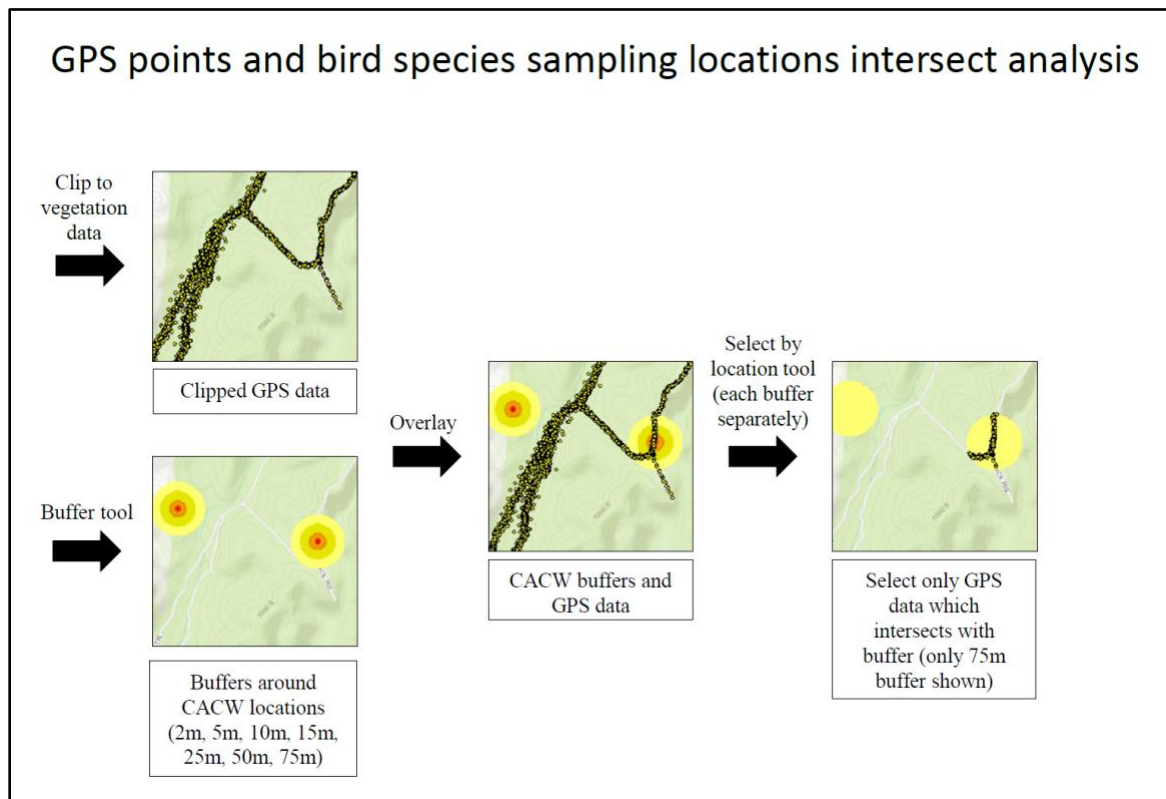 GPS points and bird species sampling locations intersect analysis
Clip to
vegetation
data
Clipped GPS data
Buffer tool
Buffers around
CACW locations
(2m, 5m, 10m, 15m,
25m, 50m, 75m)
Overlay
CACW buffers and
GPS data
Select by
location tool
(each buffer
separately)
Select only GPS
data which
intersects with
buffer (only 75m
buffer shown)